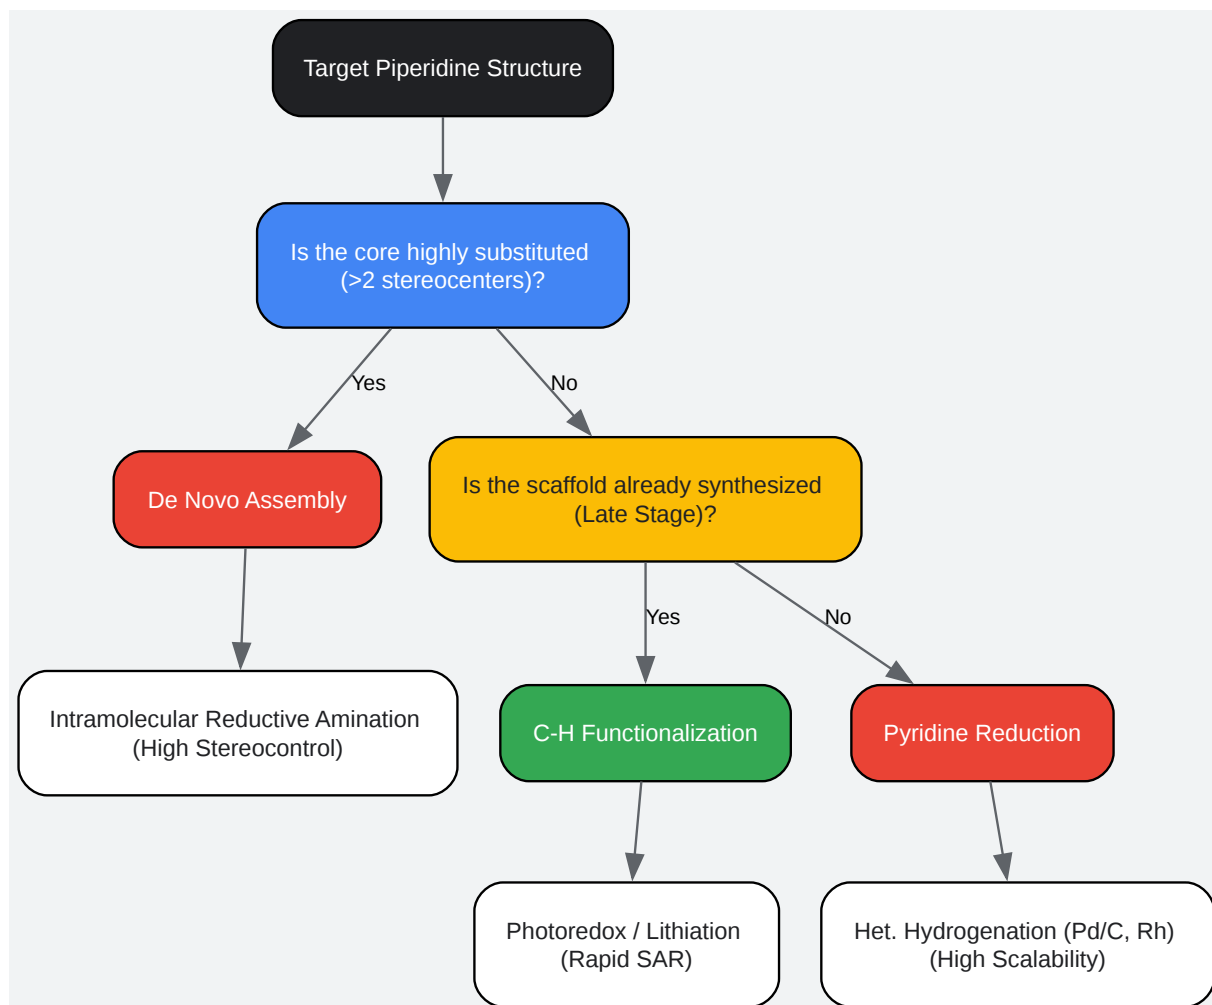 Target Piperidine Structure
Is the core highly substituted
(>2 stereocenters)?
Yes
No
De Novo Assembly
Is the scaffold already synthesized
(Late Stage)?
Yes
No
Intramolecular Reductive Amination
(High Stereocontrol)
C-H Functionalization
Pyridine Reduction
Photoredox / Lithiation
(Rapid SAR)
Het. Hydrogenation (Pd/C, Rh)
(High Scalability)